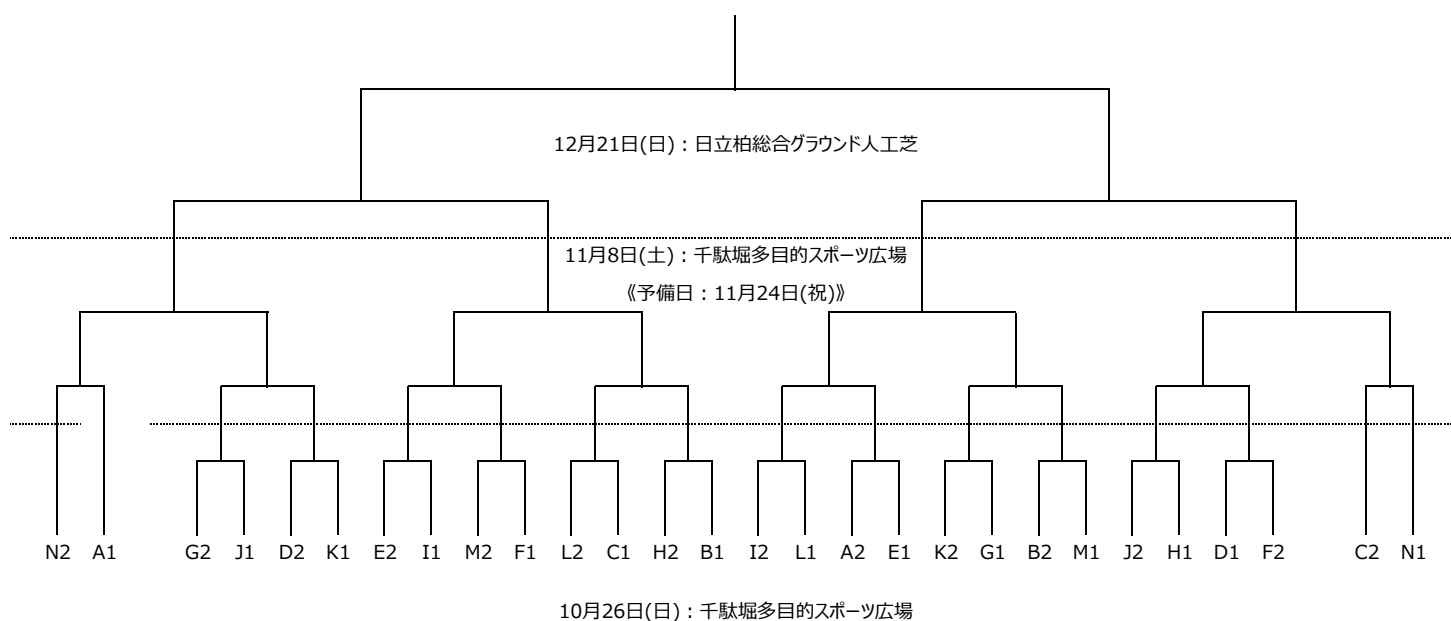 12月21日(日)：日立柏総合グラウンド人工芝
11月8日(土)：千駄堀多目的スポーツ広場
《予備日：11月24日(祝)》
N2 A1 G2 J1 D2 K1 E2 I1 M2 F1 L2 C1 H2 B1 I2 L1 A2 E1 K2 G1 B2 M1 J2 H1 D1 F2 C2 N1
10月26日(日)：千駄堀多目的スポーツ広場